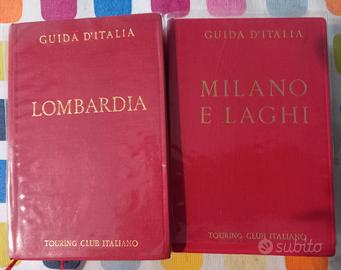 GUIDA D'ITALIA
LOMBARDIA
TOURING CLUB ITALIANO
GUIDA D'ITALIA
MILANO
E LAGHI
TOURING CLUB ITALIANO
subito